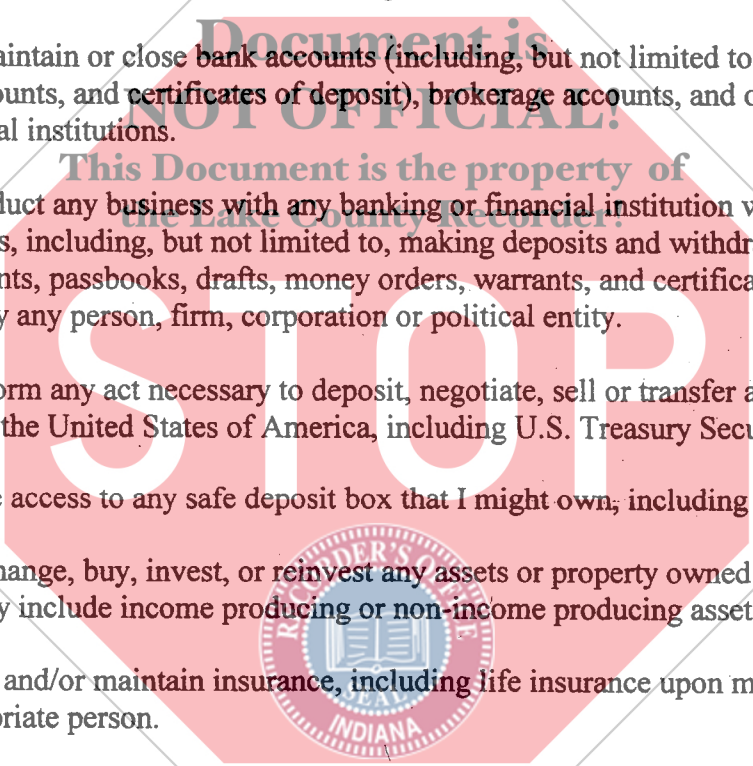 Document is
aintain or close bank accounts (including, but not limited to
ounts, and certificates of deposit), brokerage accounts, and o
NOT OFFICIAL!
al institutions.
This Document is the property of
duct any business with any banking or financial institution v
the Lake County Recorder!
s, including, but not limited to, making deposits and withdr
nts, passbooks, drafts, money orders, warrants, and certifica
y any person, firm, corporation or political entity.
STOP
orm any act necessary to deposit, negotiate, sell or transfer a
the United States of America, including U.S. Treasury Secu
e access to any safe deposit box that I might own, including
hange, buy, invest, or reinvest any assets or property owned
y include income producing or non-income producing asset
RECORDER'S OFFICE
SEAL
INDIANA
and/or maintain insurance, including life insurance upon m
priate person.